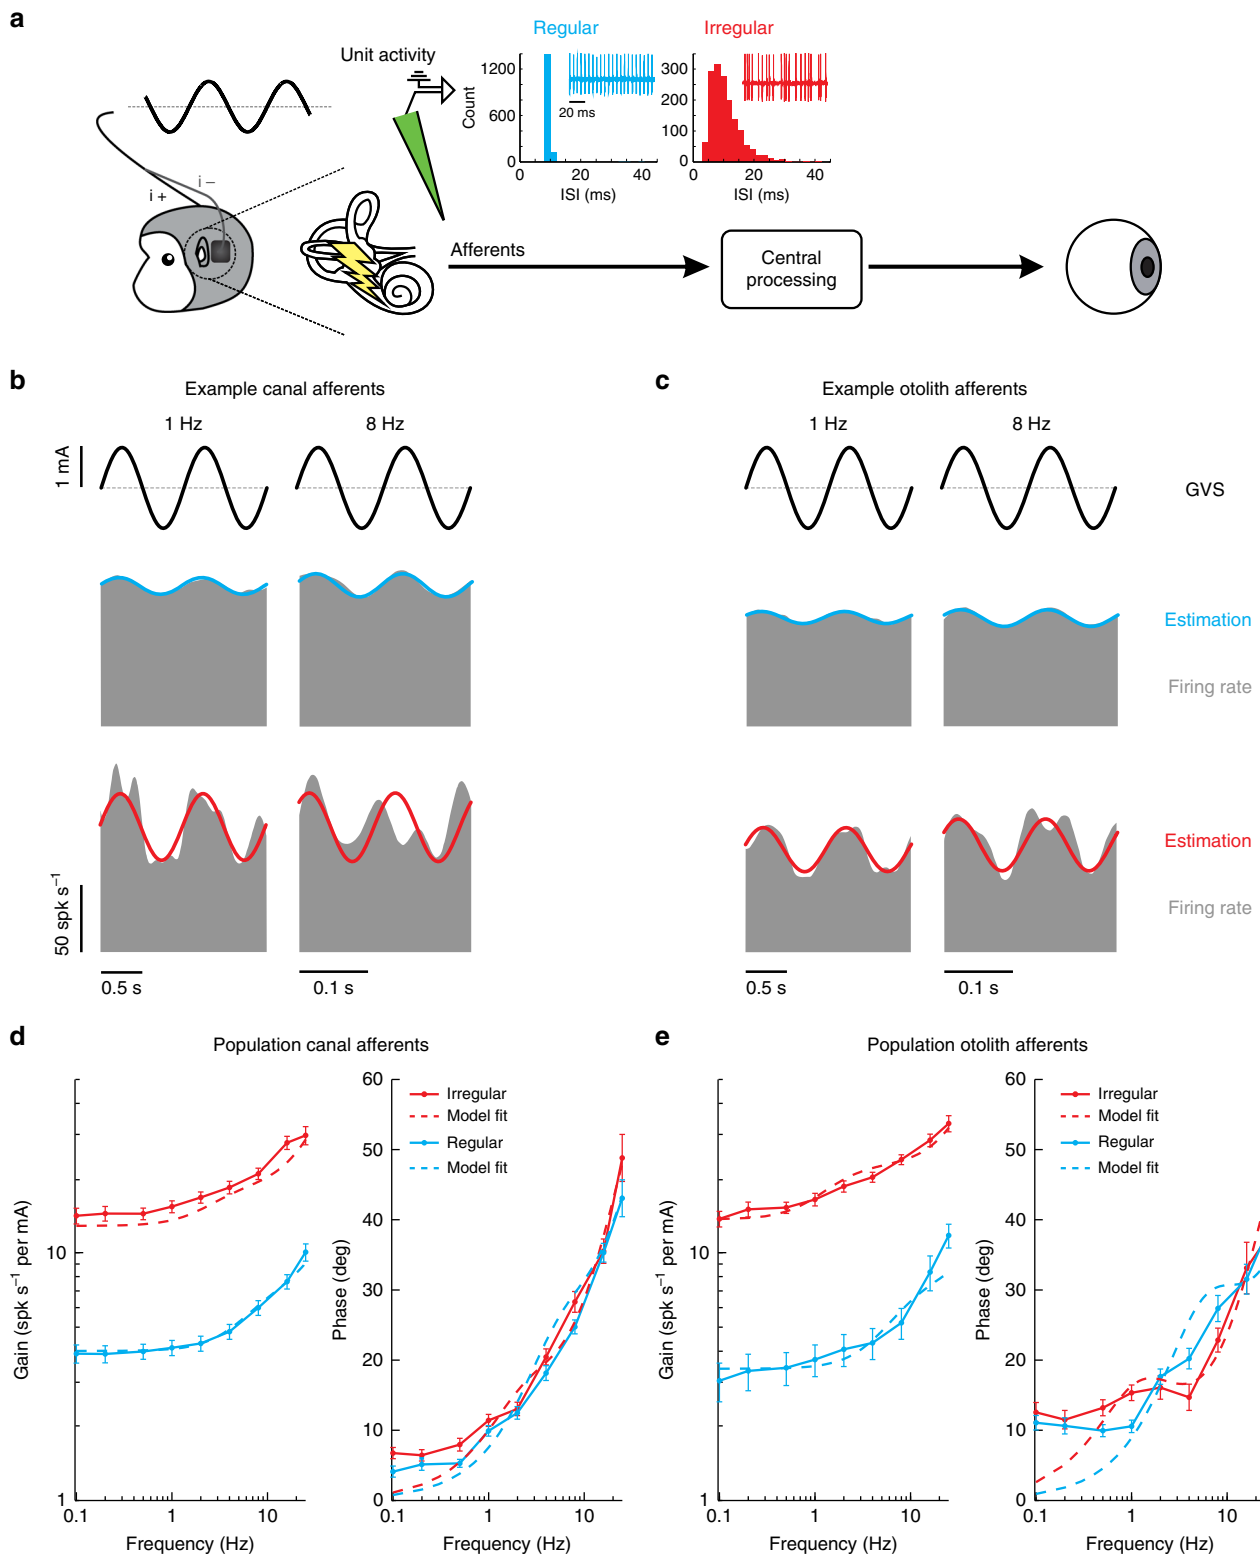 a
Unit activity
Regular
Irregular
Count
1200
600
0
20 ms
0 20 40
ISI (ms)
300
200
100
0
0 20 40
ISI (ms)
i +
i –
Afferents
Central
processing
b
Example canal afferents
1 Hz
8 Hz
1 mA
50 spk s⁻¹
0.5 s
0.1 s
c
Example otolith afferents
1 Hz
8 Hz
GVS
Estimation
Firing rate
Estimation
Firing rate
0.5 s
0.1 s
d
Population canal afferents
Gain (spk s⁻¹ per mA)
10
1
0.1 1 10
Frequency (Hz)
Phase (deg)
60
50
40
30
20
10
0
Irregular
Model fit
Regular
Model fit
0.1 1 10
Frequency (Hz)
e
Population otolith afferents
Gain (spk s⁻¹ per mA)
10
1
0.1 1 10
Frequency (Hz)
Phase (deg)
60
50
40
30
20
10
0
Irregular
Model fit
Regular
Model fit
0.1 1 10
Frequency (Hz)